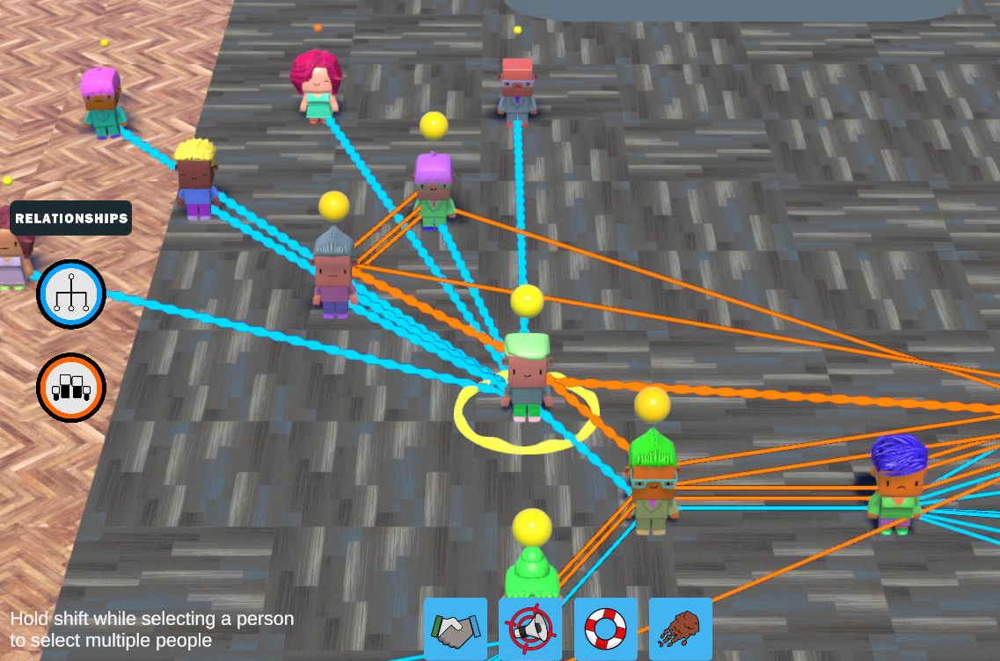 RELATIONSHIPS
Hold shift while selecting a person
to select multiple people